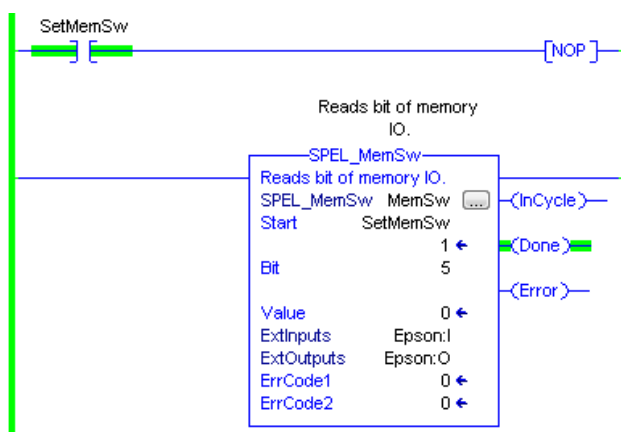 SetMemSw
NOP
Reads bit of memory
IO.
SPEL_MemSw
Reads bit of memory IO.
SPEL_MemSw MemSw ...
InCycle
Start SetMemSw
1
Done
Bit 5
Error
Value 0
ExtInputs Epson:I
ExtOutputs Epson:O
ErrCode1 0
ErrCode2 0